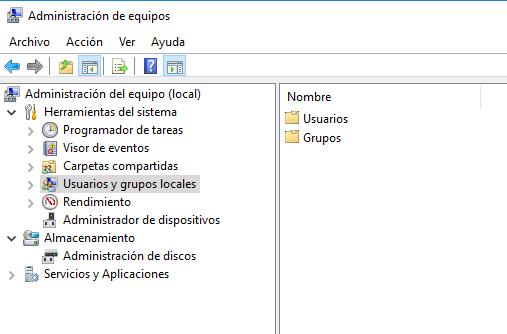 Administración de equipos
Archivo Acción Ver Ayuda
Administración del equipo (local)
Herramientas del sistema
Programador de tareas
Visor de eventos
Carpetas compartidas
Usuarios y grupos locales
Rendimiento
Administrador de dispositivos
Almacenamiento
Administración de discos
Servicios y Aplicaciones
Nombre
Usuarios
Grupos